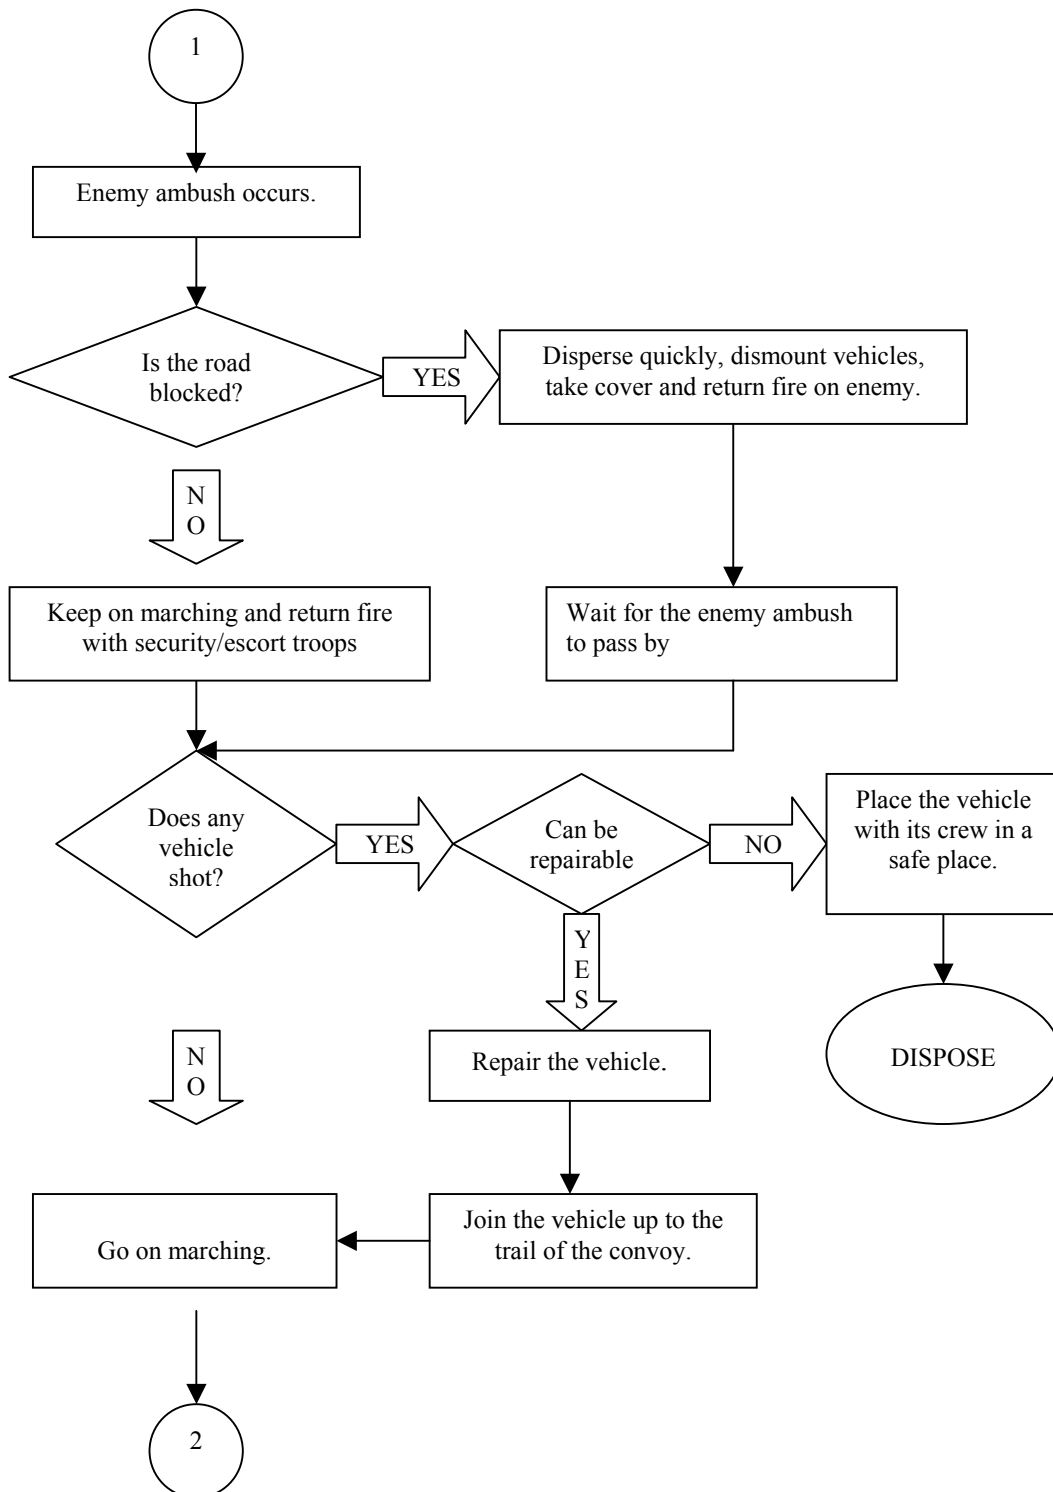 1
Enemy ambush occurs.
Is the road
blocked?
YES
Disperse quickly, dismount vehicles,
take cover and return fire on enemy.
N
O
Keep on marching and return fire
with security/escort troops
Wait for the enemy ambush
to pass by
Does any
vehicle
shot?
YES
Can be
repairable
NO
Place the vehicle
with its crew in a
safe place.
Y
E
S
N
O
Repair the vehicle.
DISPOSE
Go on marching.
Join the vehicle up to the
trail of the convoy.
2